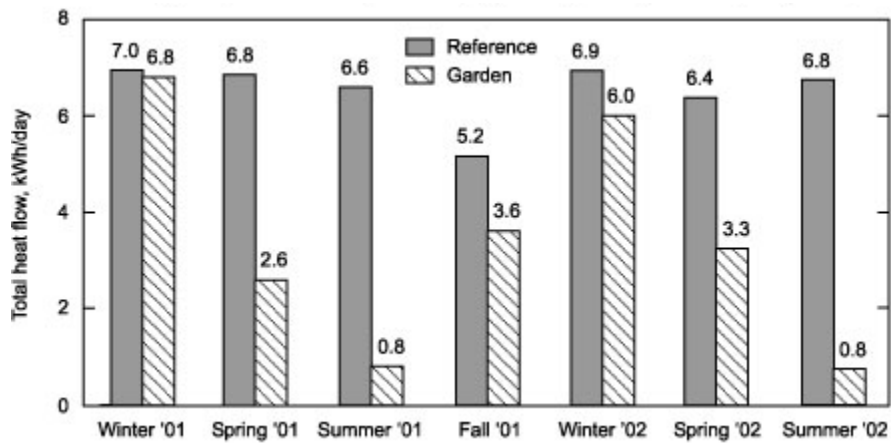 8
7.0
6.8
6.8
6.6
6.9
6.4
6.8
Reference
Garden
6
6.0
5.2
Total heat flow, kWh/day
4
3.6
3.3
2.6
2
0.8
0.8
0
Winter '01
Spring '01
Summer '01
Fall '01
Winter '02
Spring '02
Summer '02